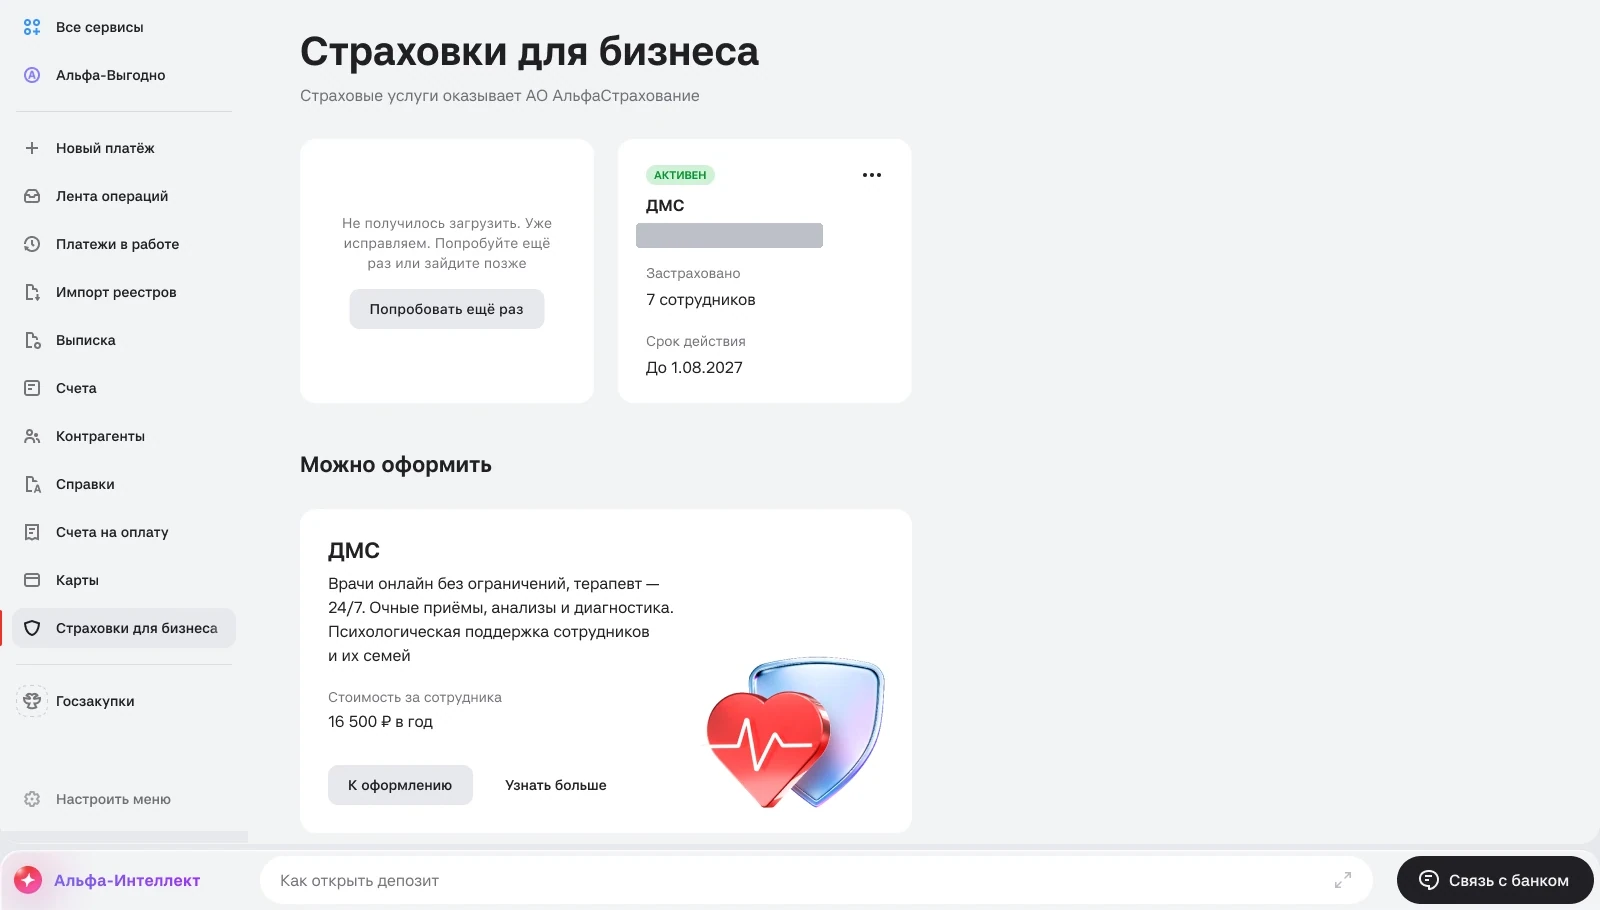 Все сервисы
Альфа-Выгодно
Новый платёж
Лента операций
Платежи в работе
Импорт реестров
Выписка
Счета
Контрагенты
Справки
Счета на оплату
Карты
Страховки для бизнеса
Госзакупки
Настроить меню
Страховки для бизнеса
Страховые услуги оказывает АО АльфаСтрахование
Не получилось загрузить. Уже
исправляем. Попробуйте ещё
раз или зайдите позже
Попробовать ещё раз
АКТИВЕН
ДМС
Застраховано
7 сотрудников
Срок действия
До 1.08.2027
Можно оформить
ДМС
Врачи онлайн без ограничений, терапевт —
24/7. Очные приёмы, анализы и диагностика.
Психологическая поддержка сотрудников
и их семей
Стоимость за сотрудника
16 500 ₽ в год
К оформлению
Узнать больше
Альфа-Интеллект
Как открыть депозит
Связь с банком